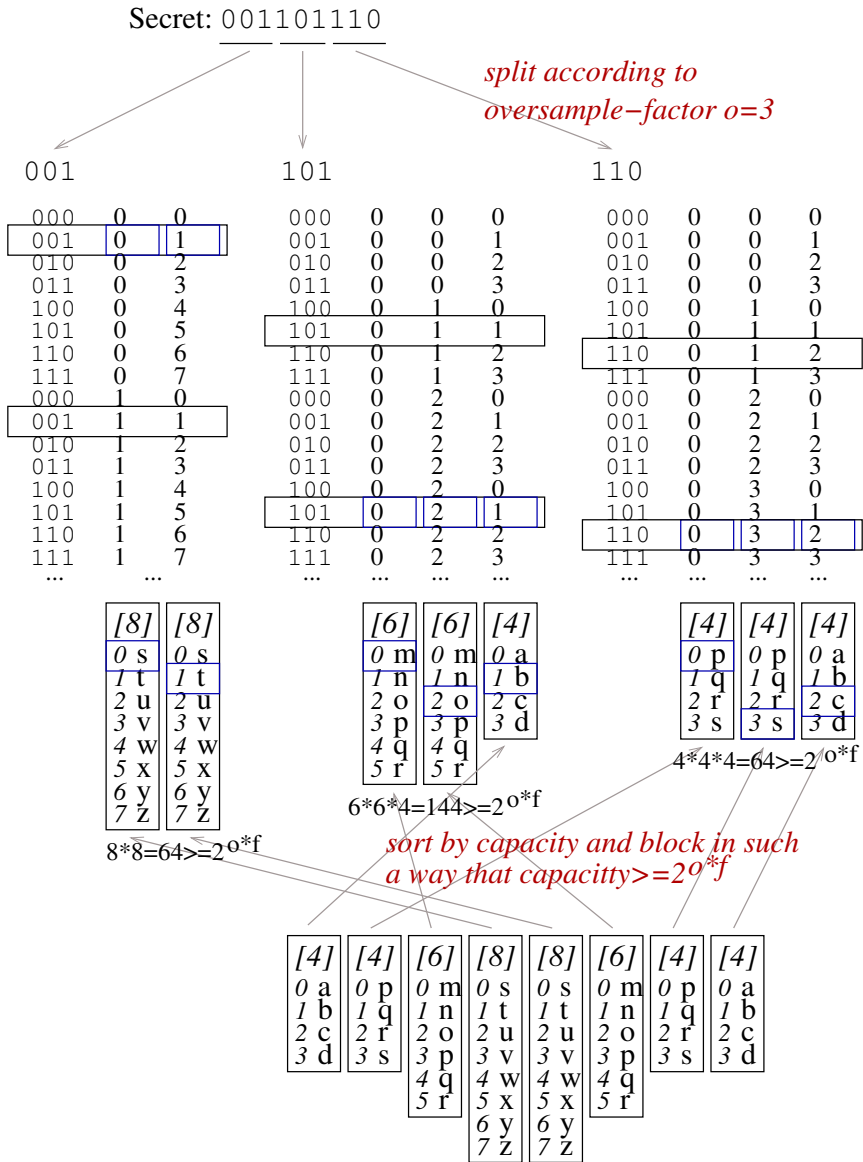 Secret: 001101110
split according to
oversample−factor o=3
001
000 0 0
001 0 1
010 0 2
011 0 3
100 0 4
101 0 5
110 0 6
111 0 7
000 1 0
001 1 1
010 1 2
011 1 3
100 1 4
101 1 5
110 1 6
111 1 7
... ...
101
000 0 0 0
001 0 0 1
010 0 0 2
011 0 0 3
100 0 1 0
101 0 1 1
110 0 1 2
111 0 1 3
000 0 2 0
001 0 2 1
010 0 2 2
011 0 2 3
100 0 2 0
101 0 2 1
110 0 2 2
111 0 2 3
... ... ... ...
110
000 0 0 0
001 0 0 1
010 0 0 2
011 0 0 3
100 0 1 0
101 0 1 1
110 0 1 2
111 0 1 3
000 0 2 0
001 0 2 1
010 0 2 2
011 0 2 3
100 0 3 0
101 0 3 1
110 0 3 2
111 0 3 3
... ... ... ...
[8] [8]
0 s 0 s
1 t 1 t
2 u 2 u
3 v 3 v
4 w 4 w
5 x 5 x
6 y 6 y
7 z 7 z
8*8=64>=2^o*f
[6] [6] [4]
0 m 0 m 0 a
1 n 1 n 1 b
2 o 2 o 2 c
3 p 3 p 3 d
4 q 4 q
5 r 5 r
6*6*4=144>=2^o*f
[4] [4] [4]
0 p 0 p 0 a
1 q 1 q 1 b
2 r 2 r 2 c
3 s 3 s 3 d
4*4*4=64>=2^o*f
sort by capacity and block in such
a way that capacitty>=2^o*f
[4] [4] [6] [8] [8] [6] [4] [4]
0 a 0 p 0 m 0 s 0 s 0 m 0 p 0 a
1 b 1 q 1 n 1 t 1 t 1 n 1 q 1 b
2 c 2 r 2 o 2 u 2 u 2 o 2 r 2 c
3 d 3 s 3 p 3 v 3 v 3 p 3 s 3 d
4 q 4 w 4 w 4 q
5 r 5 x 5 x 5 r
6 y 6 y
7 z 7 z